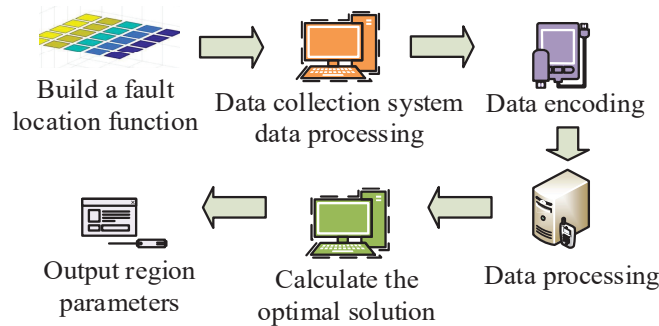 Build a fault
location function
Data collection system
data processing
Data encoding
Data processing
Calculate the
optimal solution
Output region
parameters